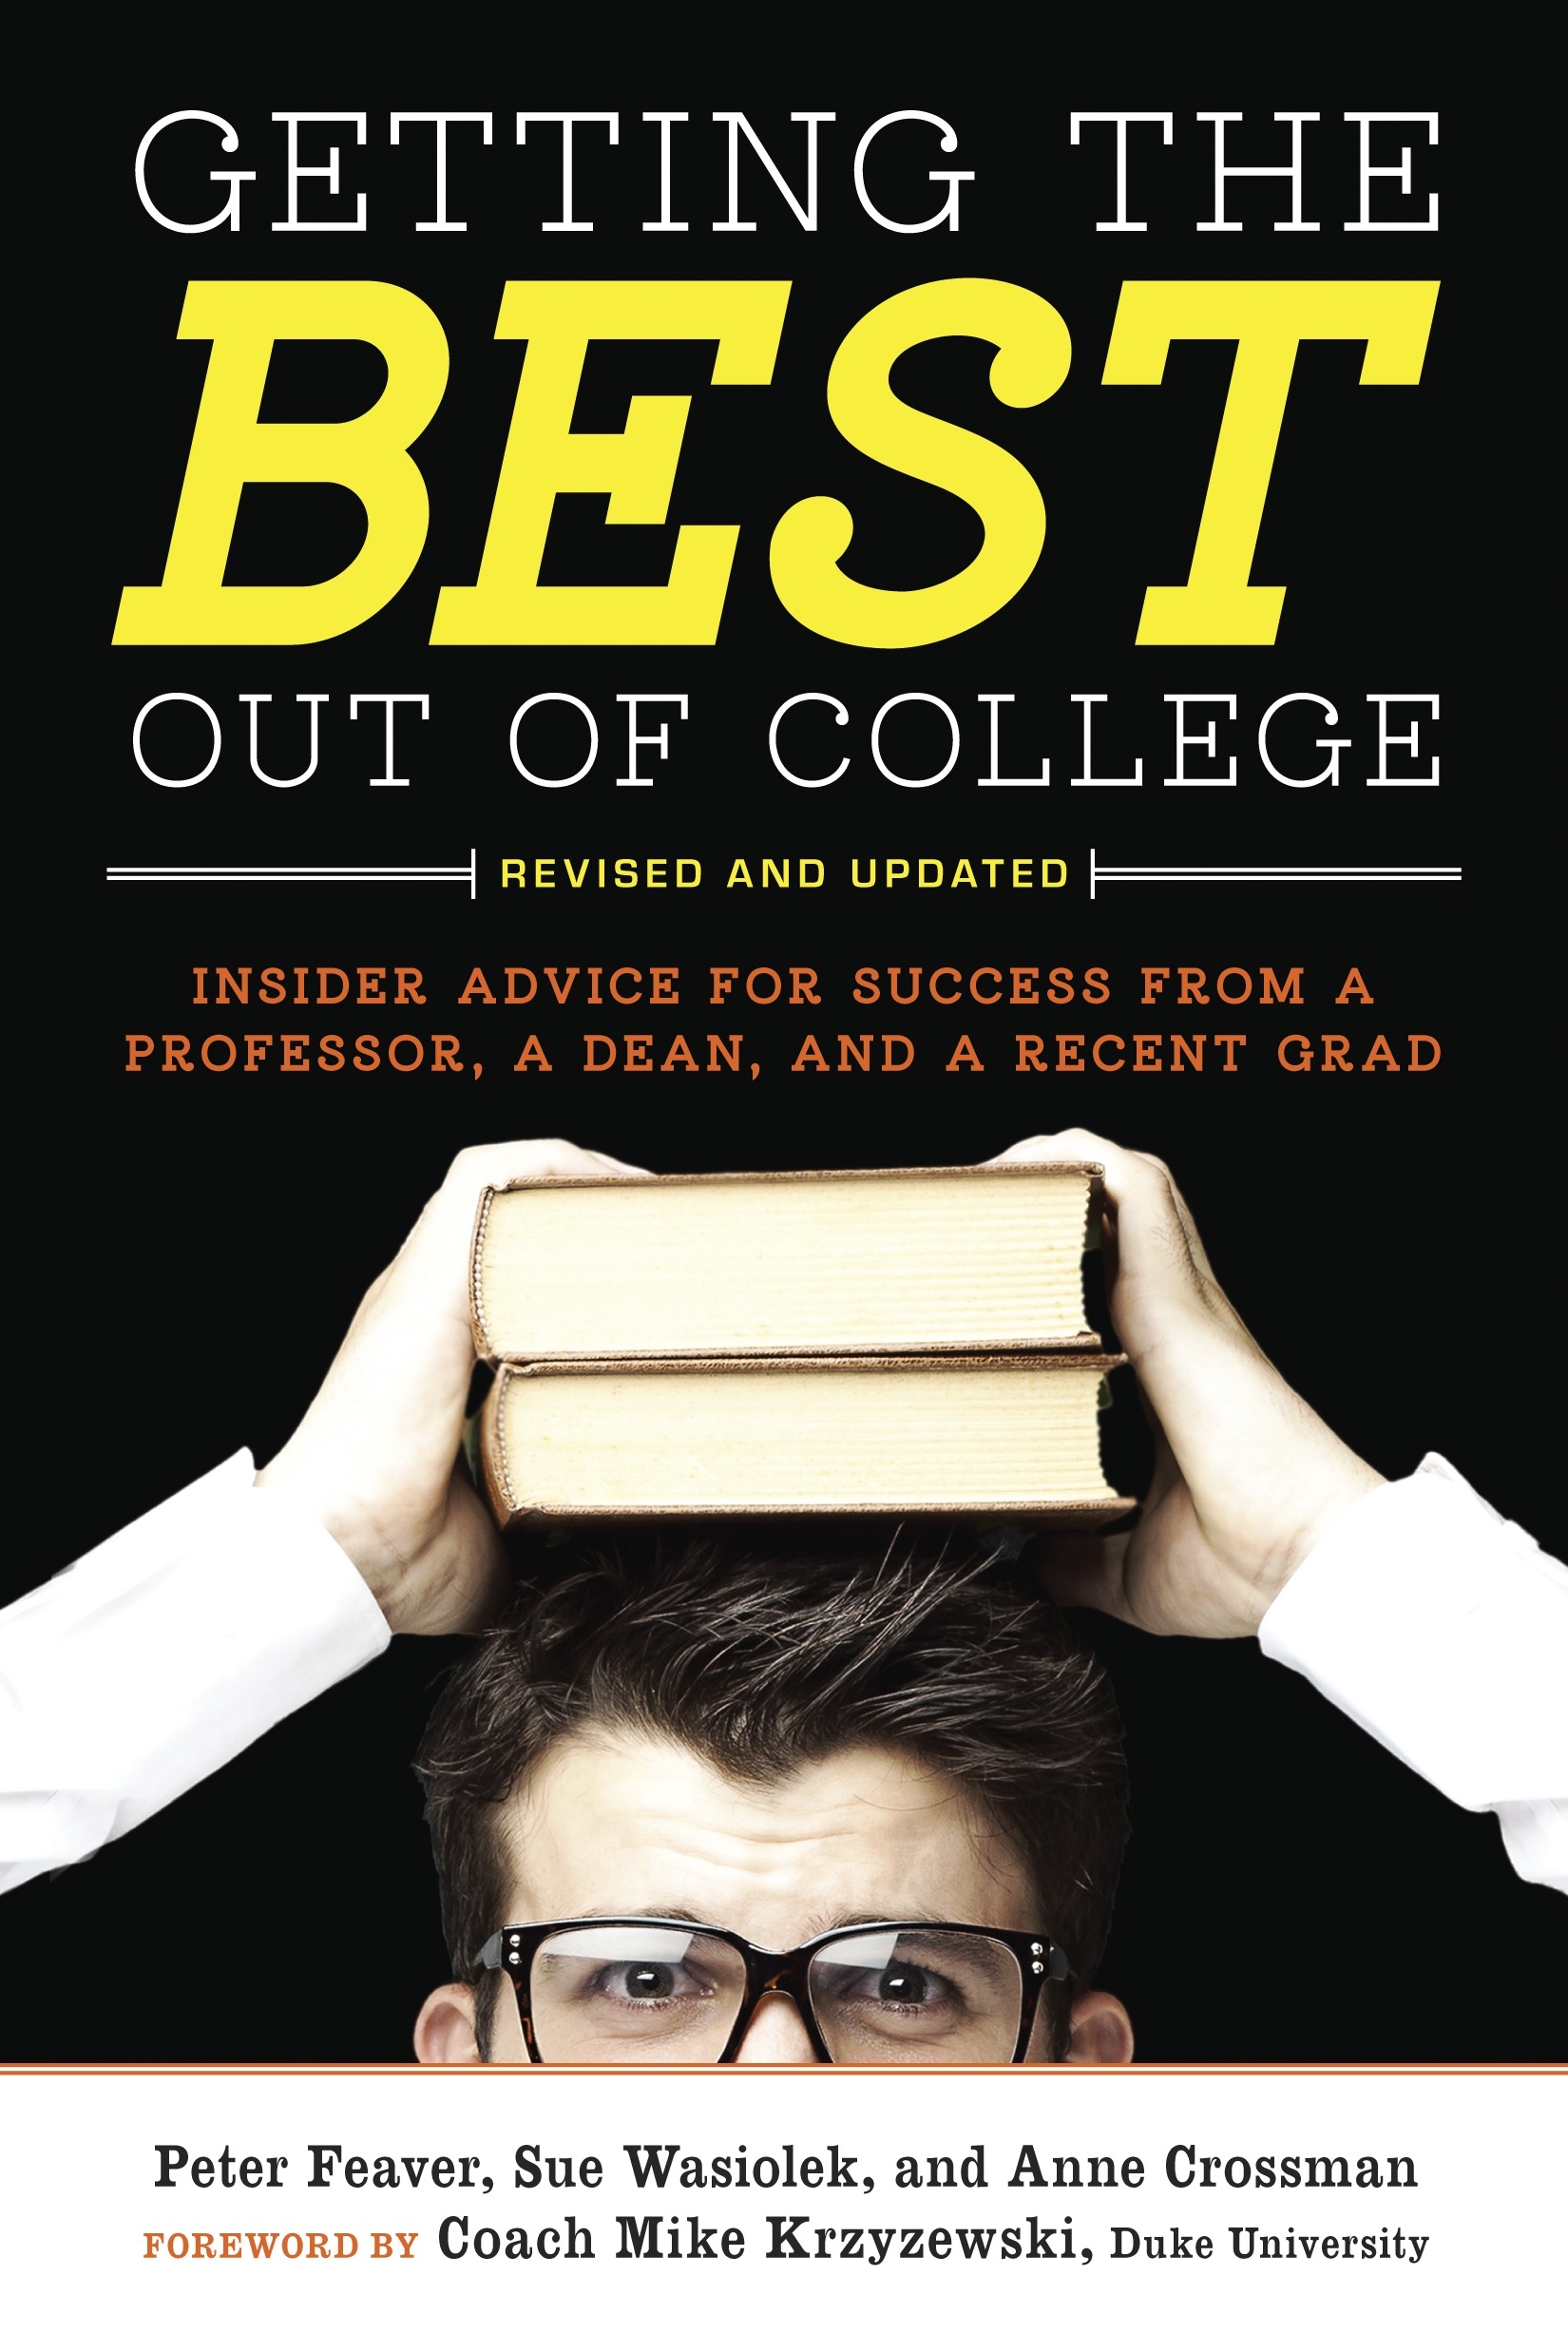 GETTING THE
BEST
OUT OF COLLEGE
REVISED AND UPDATED
INSIDER ADVICE FOR SUCCESS FROM A
PROFESSOR, A DEAN, AND A RECENT GRAD
Peter Feaver, Sue Wasiolek, and Anne Crossman
FOREWORD BY Coach Mike Krzyzewski, Duke University